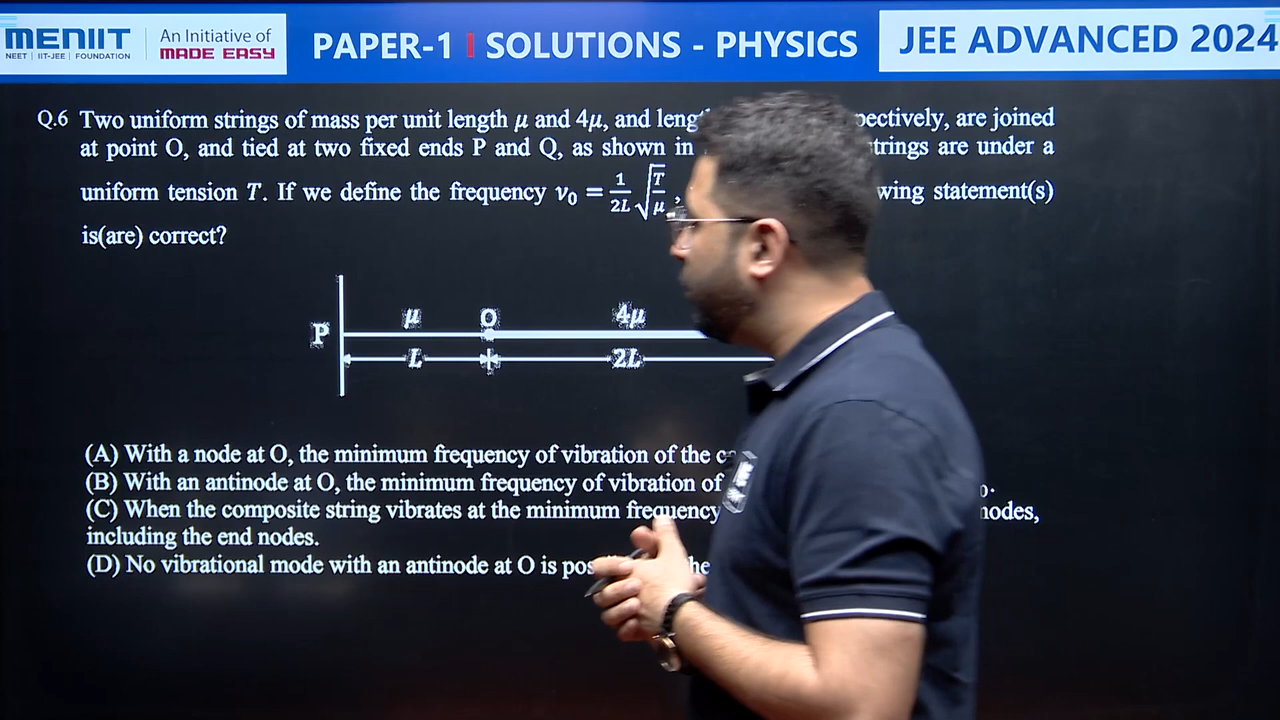 MENIIT
NEET | IIT-JEE | FOUNDATION
An Initiative of
MADE EASY
PAPER-1 | SOLUTIONS - PHYSICS
JEE ADVANCED 2024
Q.6 Two uniform strings of mass per unit length μ and 4μ, and pectively, are joined
at point O, and tied at two fixed ends P and Q, as shown in trings are under a
uniform tension T. If we define the frequency ν₀ = 1/2L √T/μ , wing statement(s)
is(are) correct?
P μ O 4μ
L 2L
(A) With a node at O, the minimum frequency of vibration of the
(B) With an antinode at O, the minimum frequency of vibration of
(C) When the composite string vibrates at the minimum frequency nodes,
including the end nodes.
(D) No vibrational mode with an antinode at O is